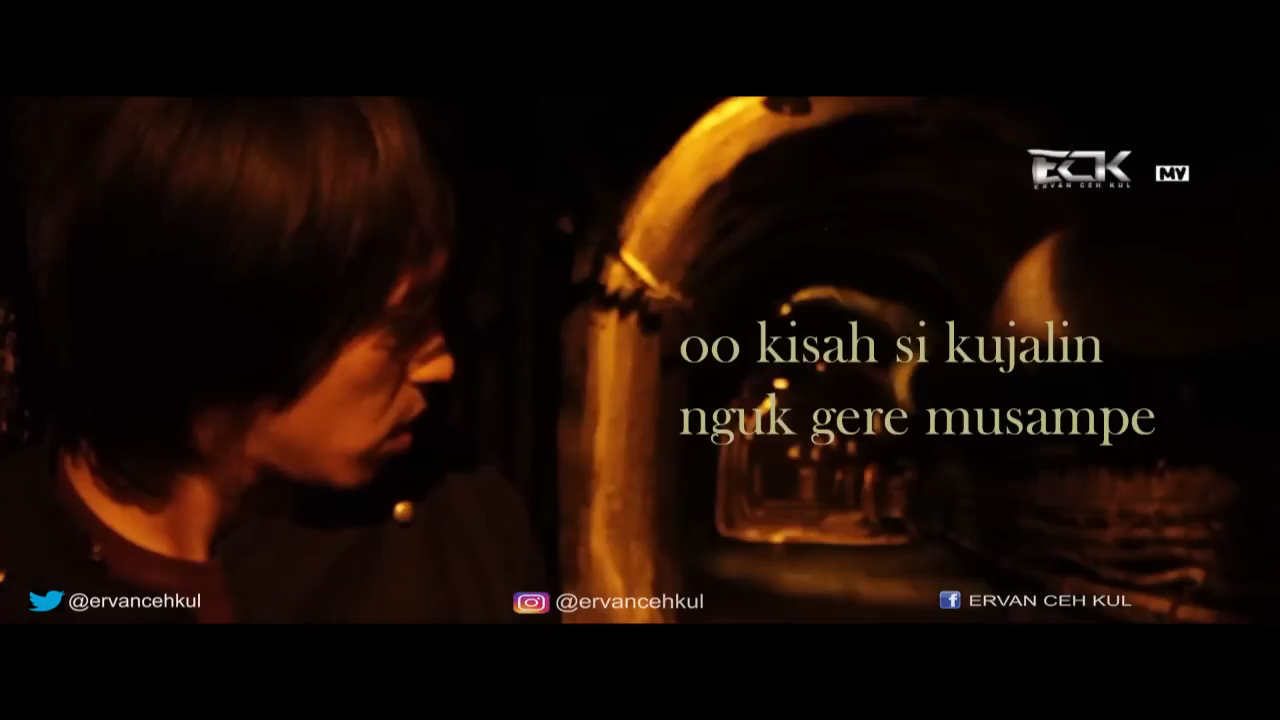 ECK
ERVAN CEH KUL
MV
oo kisah si kujalin
nguk gere musampe
@ervancehkul
@ervancehkul
ERVAN CEH KUL